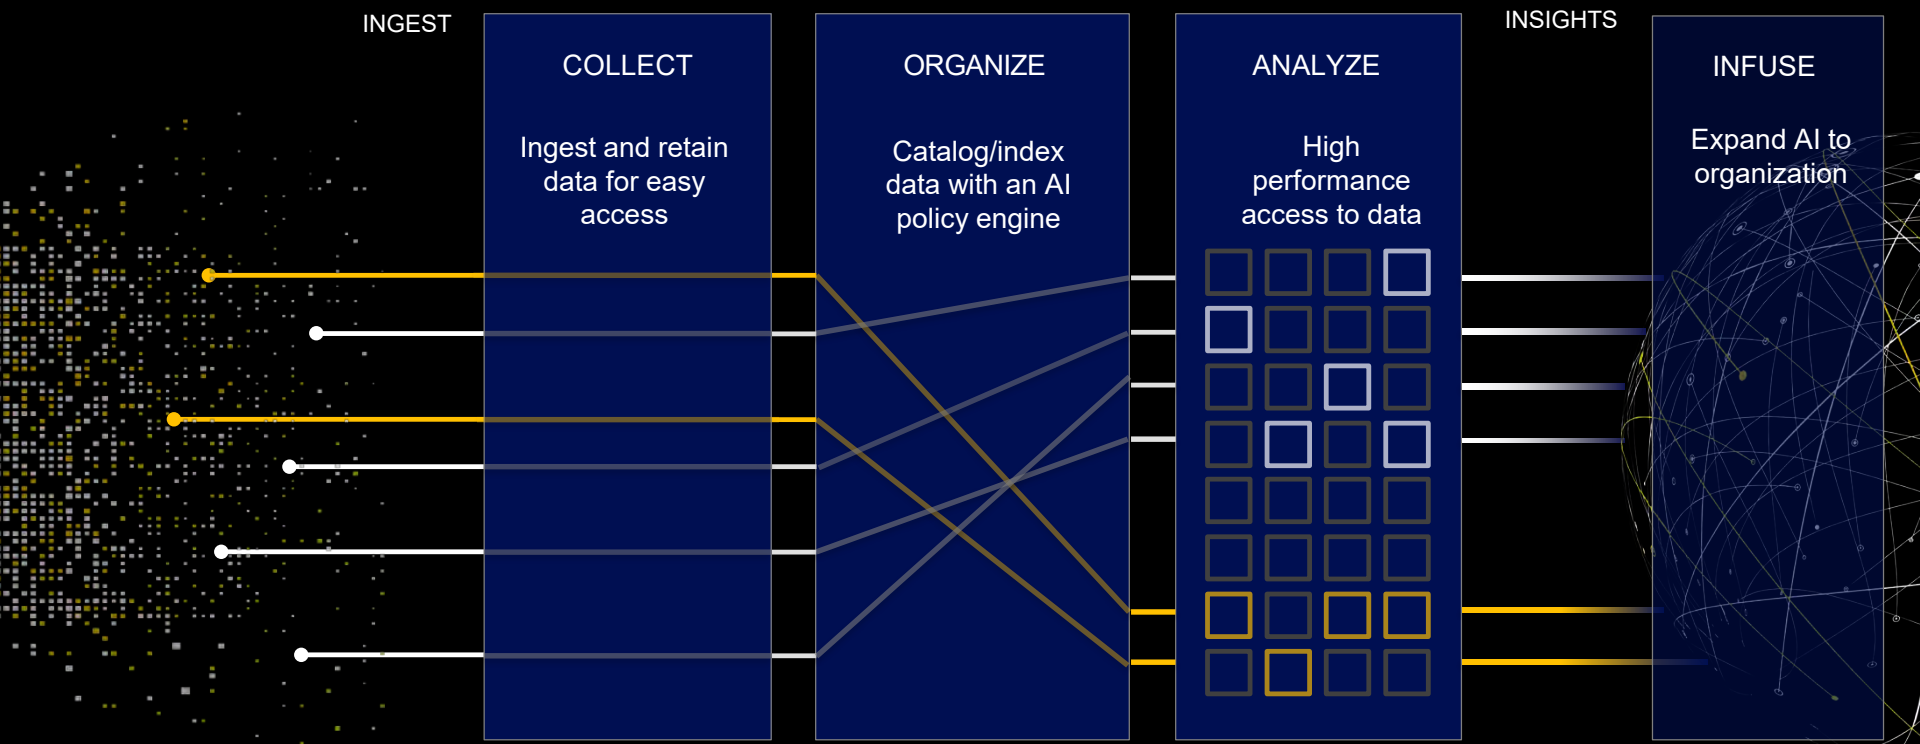 INGEST
COLLECT
Ingest and retain
data for easy
access
ORGANIZE
Catalog/index
data with an AI
policy engine
ANALYZE
High
performance
access to data
INSIGHTS
INFUSE
Expand AI to
organization